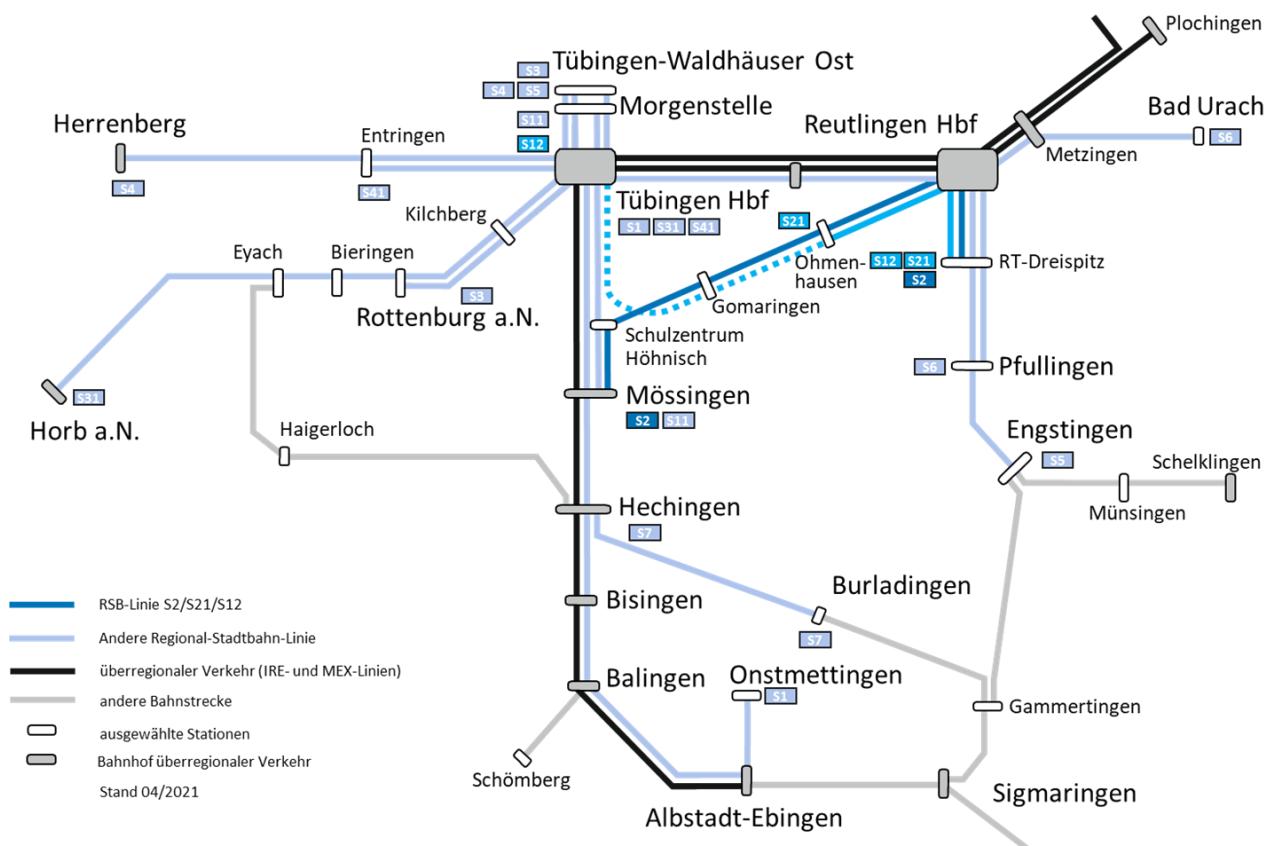 Plochingen
S3 Tübingen-Waldhäuser Ost
S4 S5
S11 Morgenstelle
S12
Reutlingen Hbf
Bad Urach
S6
Metzingen
Herrenberg
S4
Entringen
S41
Kilchberg
Tübingen Hbf
S1 S31 S41
S21
Ohmen-
hausen
S12 S21
S2
RT-Dreispitz
Eyach
Bieringen
S3
Rottenburg a.N.
Gomaringen
Schulzentrum
Höhnisch
S6 Pfullingen
Mössingen
S2 S11
S31
Horb a.N.
Haigerloch
Engstingen
S5
Schelklingen
Münsingen
Hechingen
S7
Burladingen
S7
Bisingen
Balingen
Onstmettingen
S1
Gammertingen
Schömberg
Albstadt-Ebingen
Sigmaringen
RSB-Linie S2/S21/S12
Andere Regional-Stadtbahn-Linie
überregionaler Verkehr (IRE- und MEX-Linien)
andere Bahnstrecke
ausgewählte Stationen
Bahnhof überregionaler Verkehr
Stand 04/2021